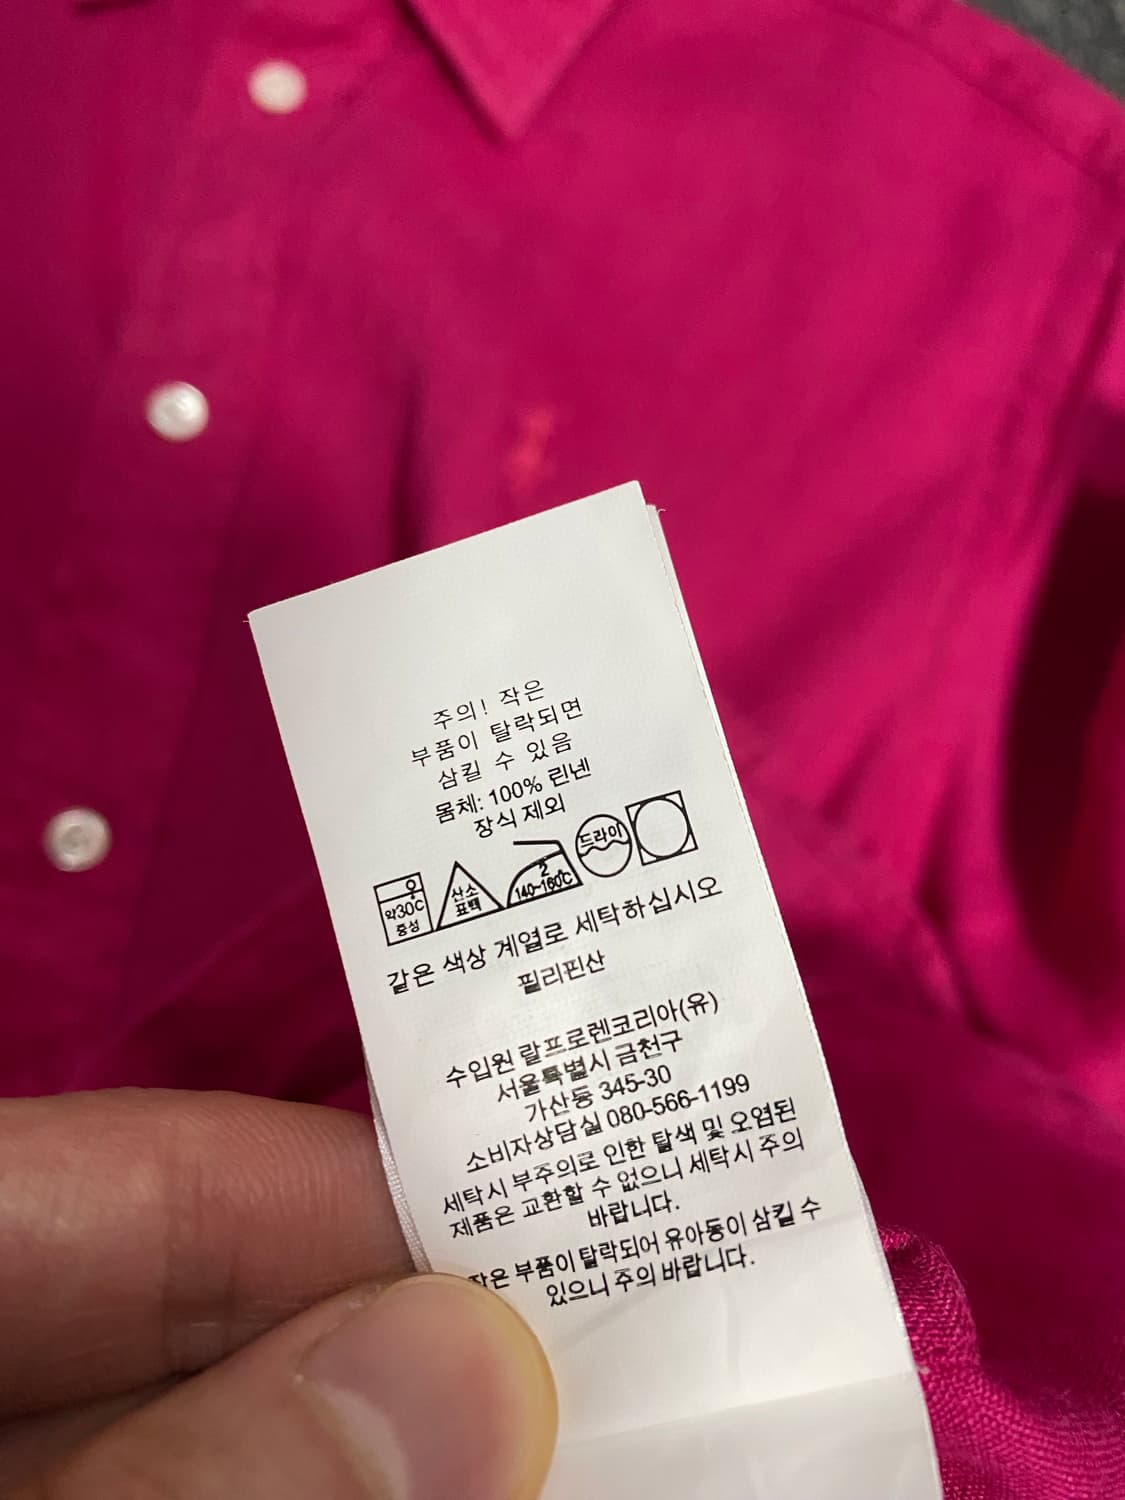 주의! 작은
부품이 탈락되면
삼킬 수 있음
몸체: 100% 린넨
장식 제외
약30℃
중성
산소
표백
2
140~160℃
드라이
같은 색상 계열로 세탁하십시오
필리핀산
수입원 랄프로렌코리아(유)
서울특별시 금천구
가산동 345-30
소비자상담실 080-566-1199
세탁시 부주의로 인한 탈색 및 오염된
제품은 교환할 수 없으니 세탁시 주의
바랍니다.
작은 부품이 탈락되어 유아동이 삼킬 수
있으니 주의 바랍니다.